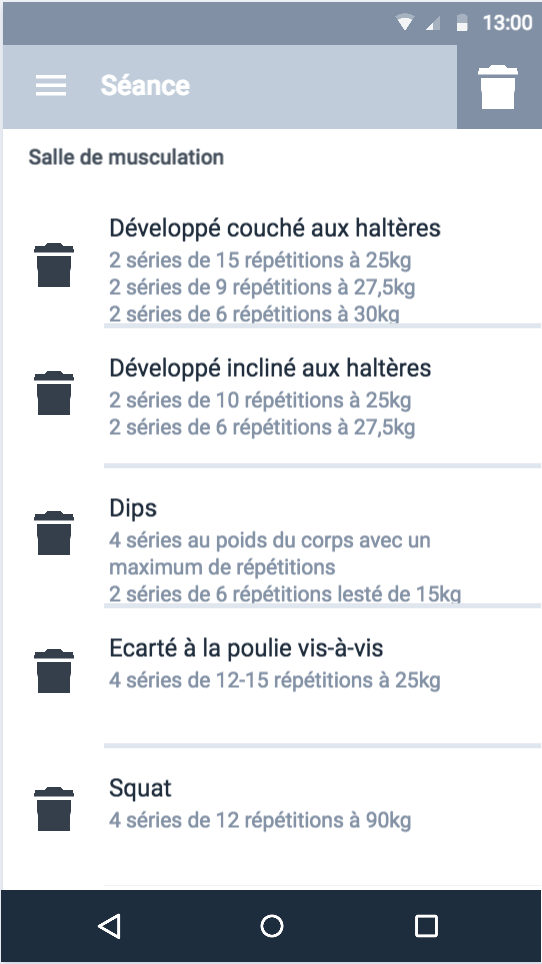 13:00
Séance
Salle de musculation
Développé couché aux haltères
2 séries de 15 répétitions à 25kg
2 séries de 9 répétitions à 27,5kg
2 séries de 6 répétitions à 30kg
Développé incliné aux haltères
2 séries de 10 répétitions à 25kg
2 séries de 6 répétitions à 27,5kg
Dips
4 séries au poids du corps avec un
maximum de répétitions
2 séries de 6 répétitions lesté de 15kg
Ecarté à la poulie vis-à-vis
4 séries de 12-15 répétitions à 25kg
Squat
4 séries de 12 répétitions à 90kg